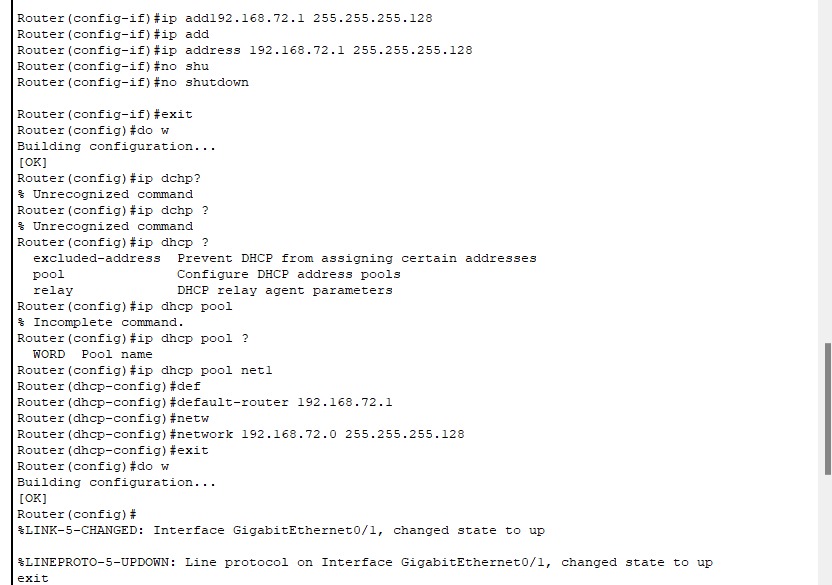 Router(config-if)#ip add192.168.72.1 255.255.255.128
Router(config-if)#ip add
Router(config-if)#ip address 192.168.72.1 255.255.255.128
Router(config-if)#no shu
Router(config-if)#no shutdown
Router(config-if)#exit
Router(config)#do w
Building configuration...
[OK]
Router(config)#ip dchp?
% Unrecognized command
Router(config)#ip dchp ?
% Unrecognized command
Router(config)#ip dhcp ?
  excluded-address  Prevent DHCP from assigning certain addresses
  pool              Configure DHCP address pools
  relay             DHCP relay agent parameters
Router(config)#ip dhcp pool
% Incomplete command.
Router(config)#ip dhcp pool ?
  WORD  Pool name
Router(config)#ip dhcp pool net1
Router(dhcp-config)#def
Router(dhcp-config)#default-router 192.168.72.1
Router(dhcp-config)#netw
Router(dhcp-config)#network 192.168.72.0 255.255.255.128
Router(dhcp-config)#exit
Router(config)#do w
Building configuration...
[OK]
Router(config)#
%LINK-5-CHANGED: Interface GigabitEthernet0/1, changed state to up
%LINEPROTO-5-UPDOWN: Line protocol on Interface GigabitEthernet0/1, changed state to up
exit